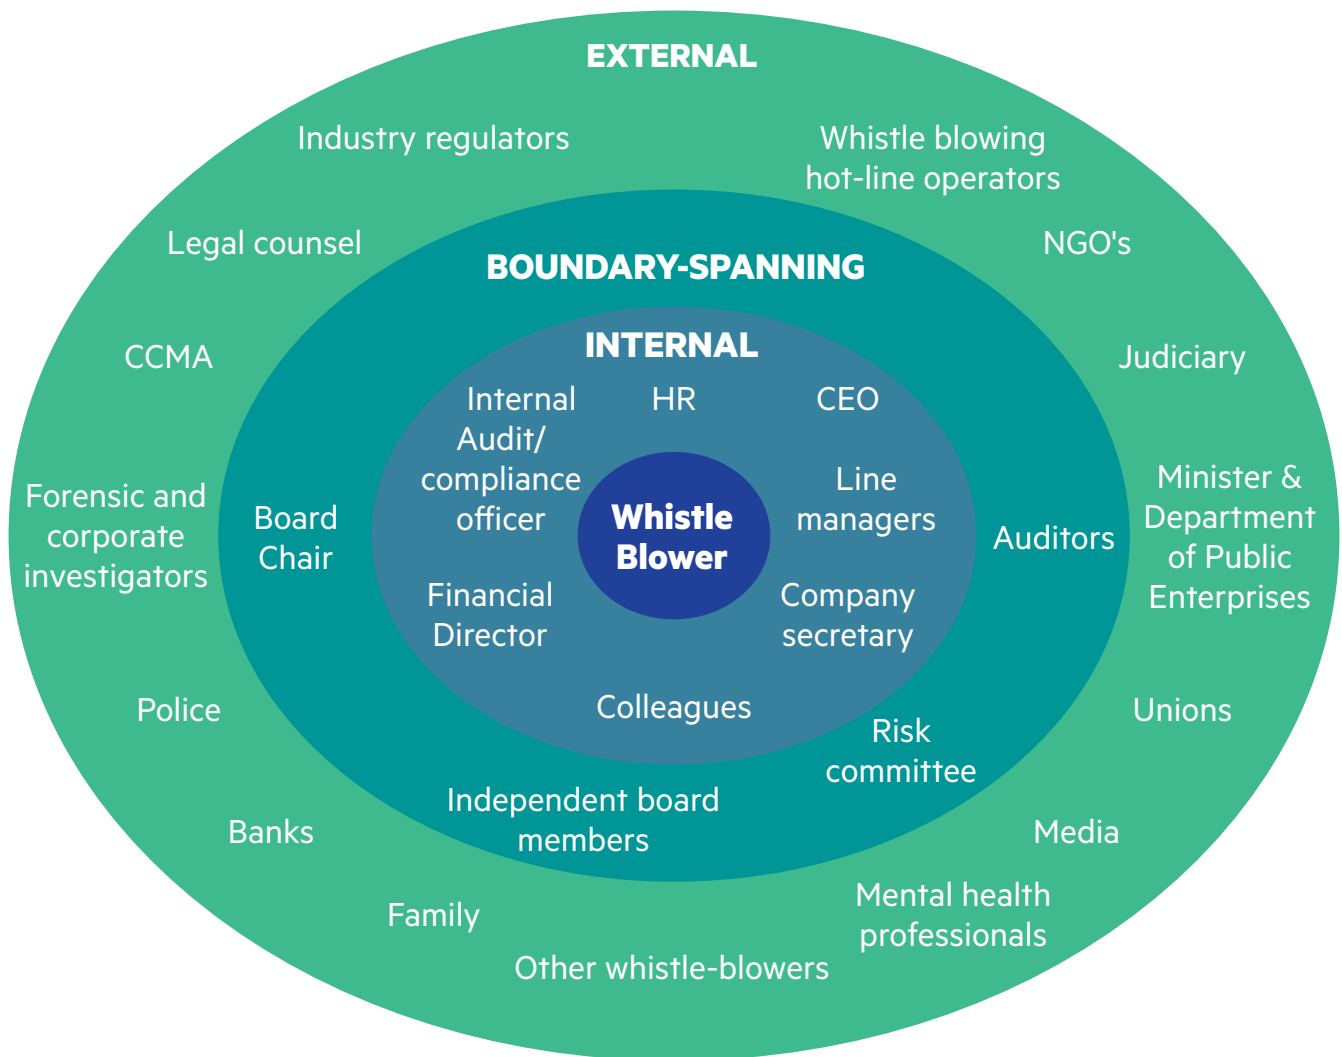 EXTERNAL
Industry regulators
Whistle blowing
hot-line operators
Legal counsel
NGO's
BOUNDARY-SPANNING
CCMA
Judiciary
INTERNAL
Internal
Audit/
compliance
officer
HR
CEO
Line
managers
Whistle
Blower
Forensic and
corporate
investigators
Board
Chair
Auditors
Minister &
Department
of Public
Enterprises
Financial
Director
Company
secretary
Colleagues
Police
Unions
Risk
committee
Independent board
members
Banks
Media
Family
Mental health
professionals
Other whistle-blowers